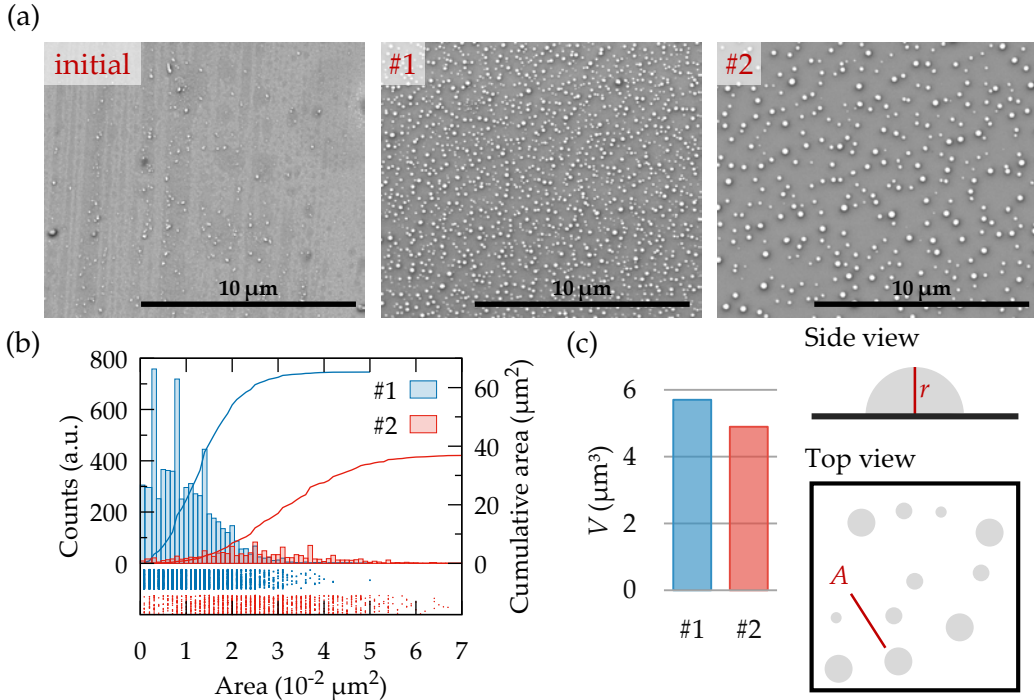 (a)
initial
#1
#2
10 µm
10 µm
10 µm
(b)
800
600
400
200
0
Counts (a.u.)
#1
#2
60
40
20
0
Cumulative area (µm²)
0 1 2 3 4 5 6 7
Area (10⁻² µm²)
(c)
6
4
2
0
V (µm³)
#1 #2
Side view
r
Top view
A